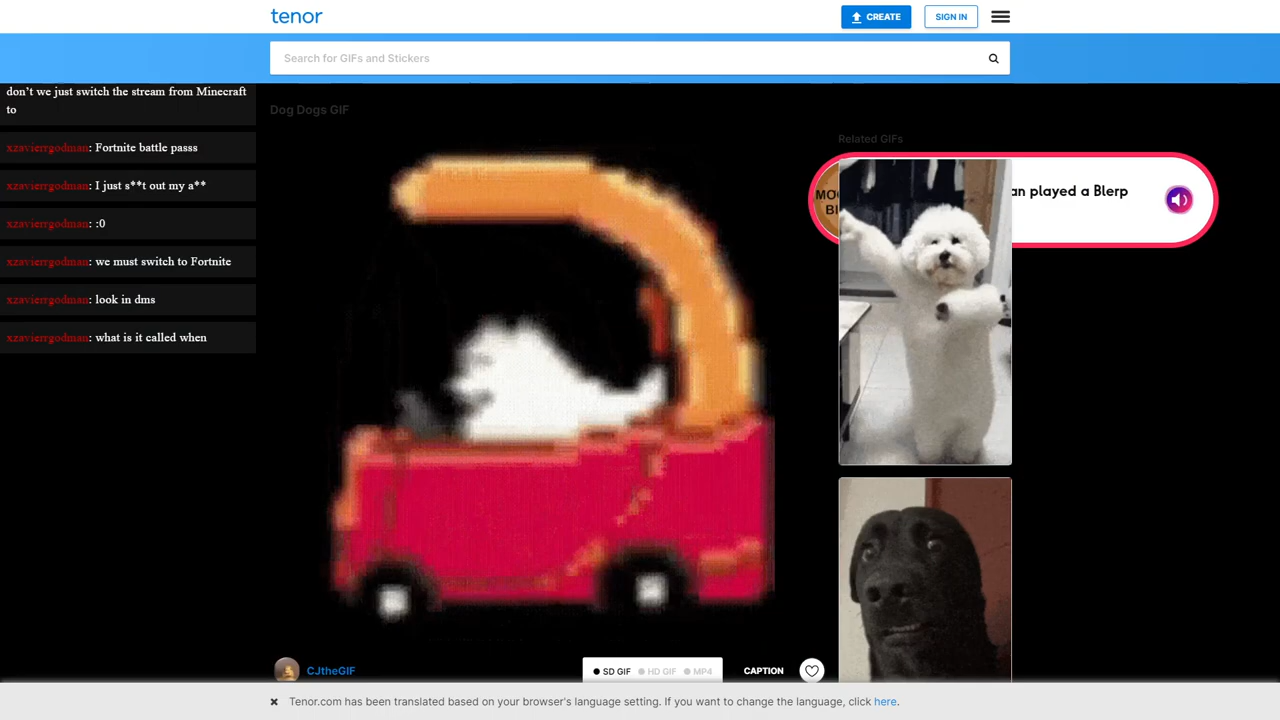 tenor
CREATE
SIGN IN
Search for GIFs and Stickers
don't we just switch the stream from Minecraft
to
xzavierrgodman: Fortnite battle passs
xzavierrgodman: I just s**t out my a**
xzavierrgodman: :0
xzavierrgodman: we must switch to Fortnite
xzavierrgodman: look in dms
xzavierrgodman: what is it called when
Dog Dogs GIF
Related GIFs
an played a Blerp
CJtheGIF
SD GIF
HD GIF
MP4
CAPTION
Tenor.com has been translated based on your browser's language setting. If you want to change the language, click here.